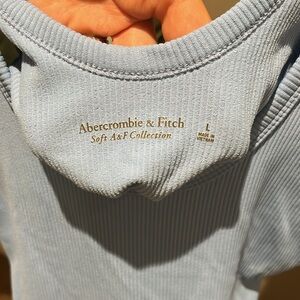 Abercrombie & Fitch
Soft A&F Collection
L
MADE IN
VIETNAM